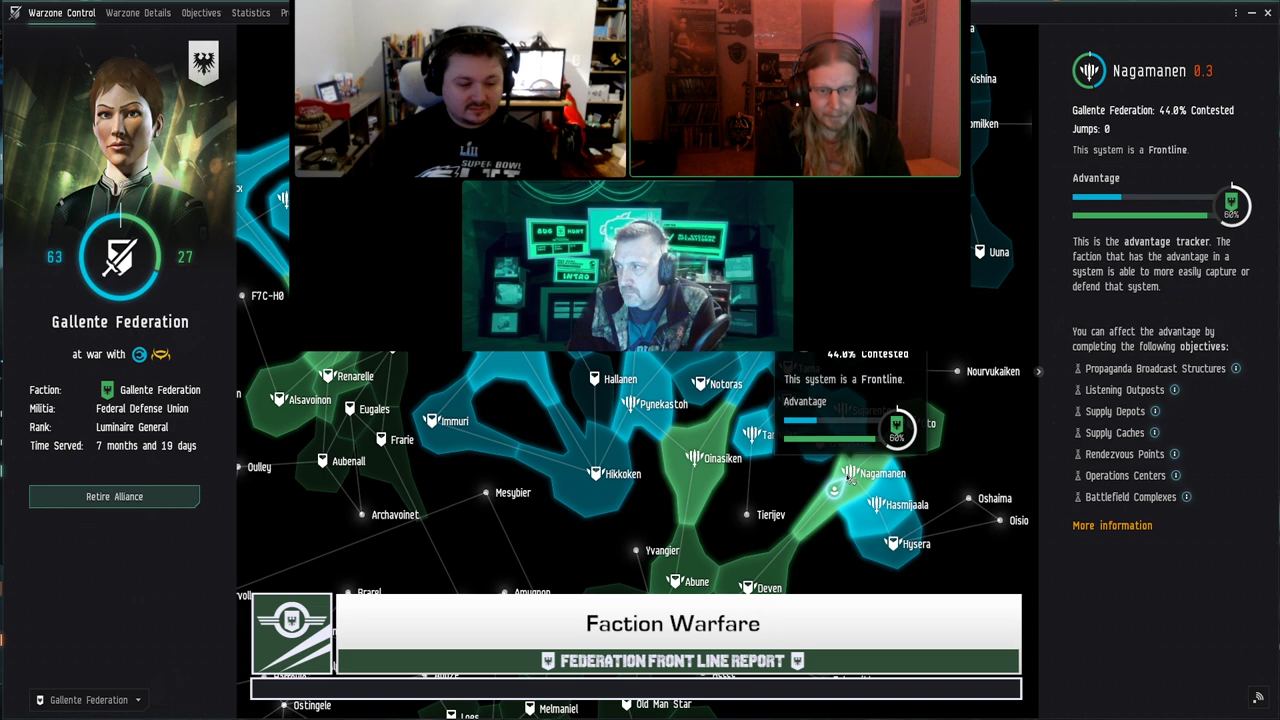 Warzone Control
Warzone Details
Objectives
Statistics
63
27
Gallente Federation
at war with
Faction:
Gallente Federation
Militia:
Federal Defense Union
Rank:
Luminaire General
Time Served:
7 months and 19 days
Retire Alliance
Gallente Federation
LII
SUPER BOWL
INTRO
F7C-H0
Renarelle
Alsavoinon
Eugales
Frarie
Oulley
Aubenall
Archavoinet
Mesybier
Immuri
Hallanen
Pynekastoh
Notoras
Hikkoken
Oinasiken
Tierijev
Yvangier
Abune
Deven
44.0% Contested
This system is a Frontline.
Advantage
60%
Nourvukaiken
Nagamanen
Hasmijaala
Hysera
Oshaima
Oisio
Uuna
Faction Warfare
FEDERATION FRONT LINE REPORT
Ostingele
Melmaniel
Old Man Star
Nagamanen 0.3
Gallente Federation: 44.0% Contested
Jumps: 0
This system is a Frontline.
Advantage
60%
This is the advantage tracker. The
faction that has the advantage in a
system is able to more easily capture or
defend that system.
You can affect the advantage by
completing the following objectives:
Propaganda Broadcast Structures
Listening Outposts
Supply Depots
Supply Caches
Rendezvous Points
Operations Centers
Battlefield Complexes
More information